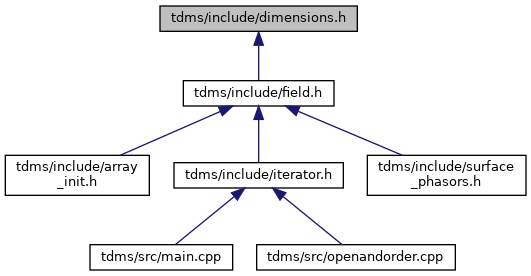 tdms/include/dimensions.h
tdms/include/field.h
tdms/include/array
_init.h
tdms/include/iterator.h
tdms/include/surface
_phasors.h
tdms/src/main.cpp
tdms/src/openandorder.cpp